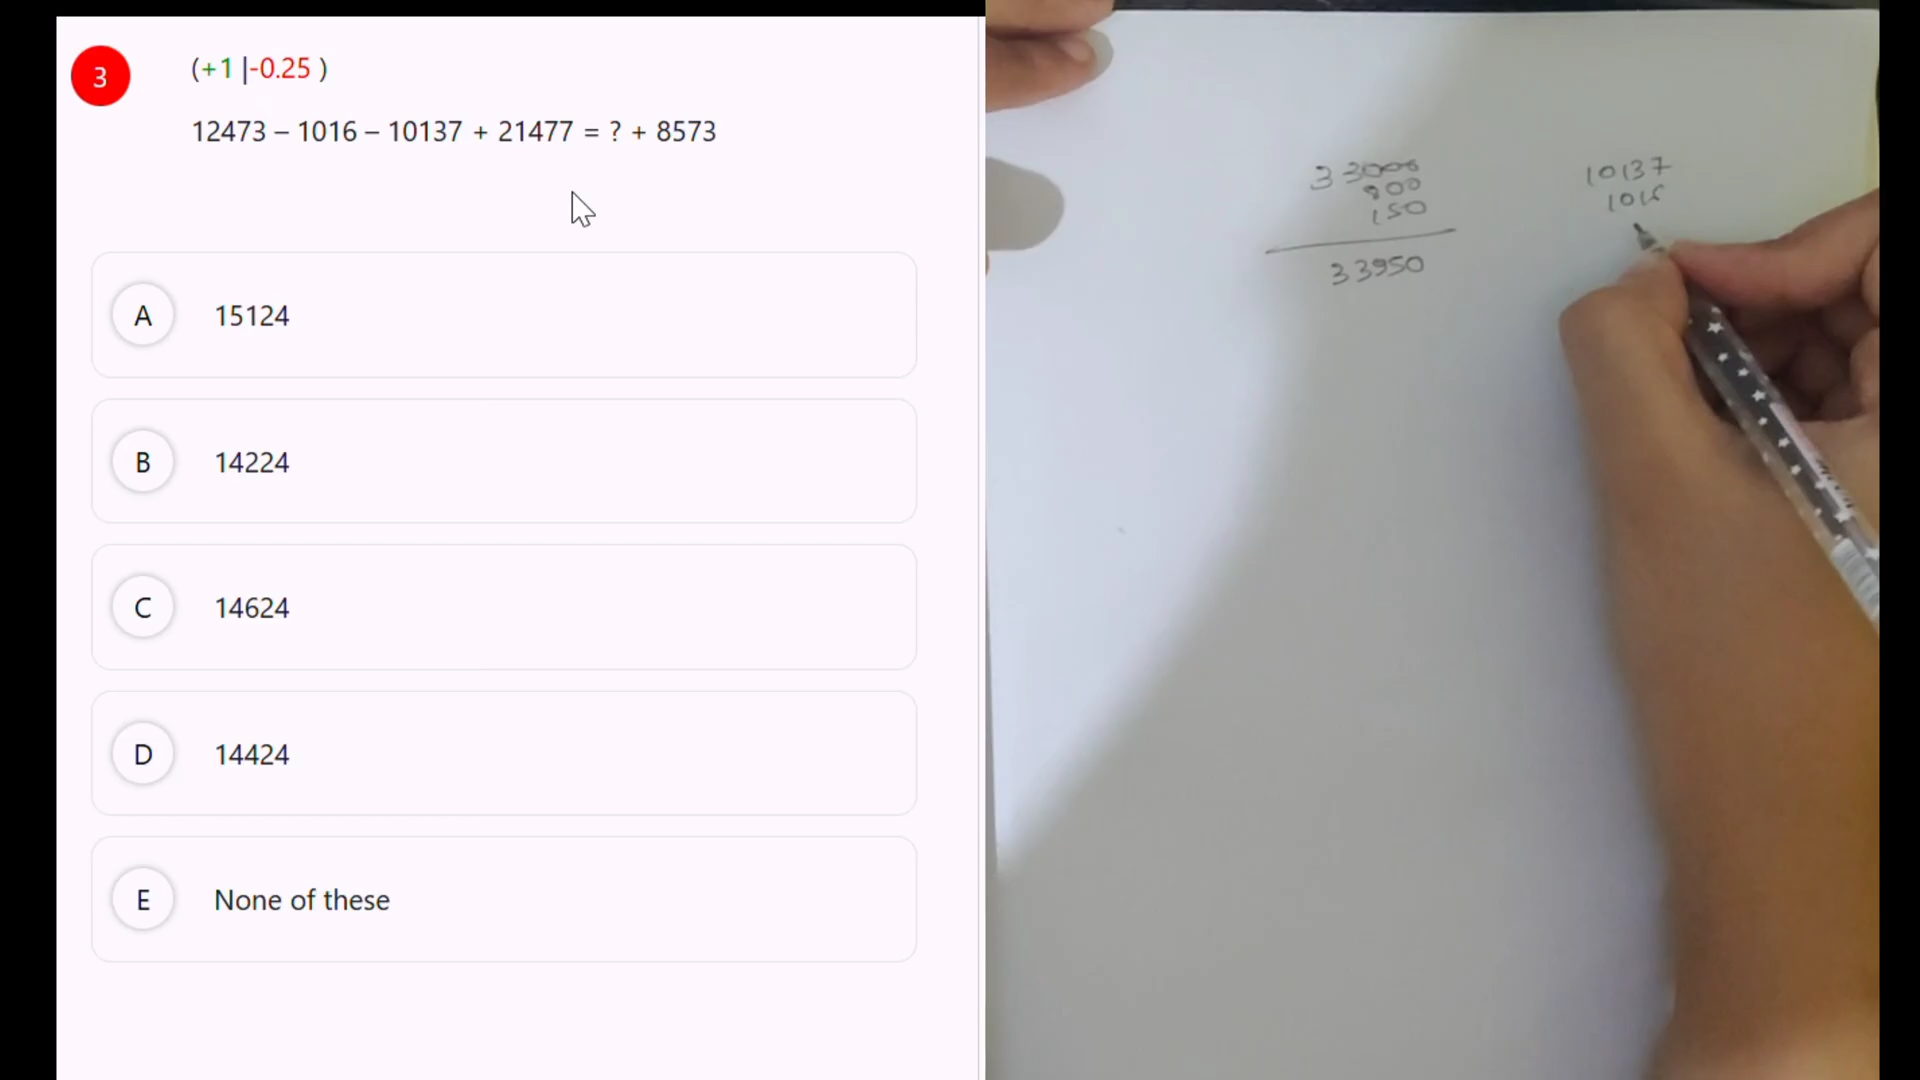 3
(+1 |-0.25 )
12473 – 1016 – 10137 + 21477 = ? + 8573
A
15124
B
14224
C
14624
D
14424
E
None of these
33000
800
150
33950
10137
1016